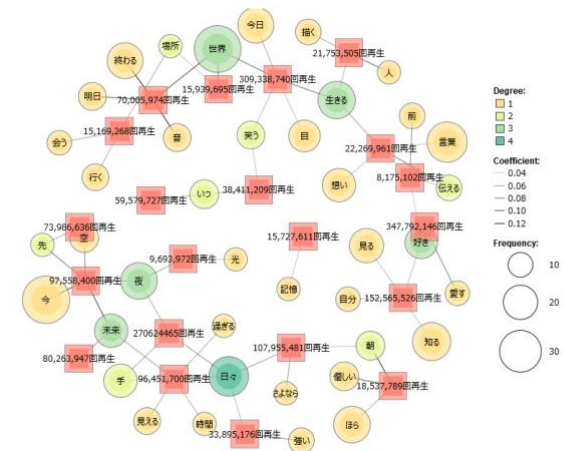 今日
描く
世界
場所
21,753,505回再生
終わる
人
309,338,740回再生
15,939,695回再生
明日
70,005,974回再生
生きる
前
15,169,268回再生
会う
音
笑う
目
言葉
22,269,961回再生
行く
8,175,102回再生
想い
伝える
38,411,209回再生
59,579,727回再生
いつ
73,986,636回再生
347,792,146回再生
空
先
15,727,611回再生
見る
好き
9,693,972回再生
光
97,558,400回再生
夜
記憶
今
自分
152,565,526回再生
愛す
未来
過ぎる
270624465回再生
知る
107,955,481回再生
朝
80,263,947回再生
手
96,451,700回再生
日々
優しい
18,537,789回再生
さよなら
見える
時間
ほら
33,895,176回再生
強い
Degree:
1
2
3
4
Coefficient:
0.04
0.06
0.08
0.10
0.12
Frequency:
10
20
30